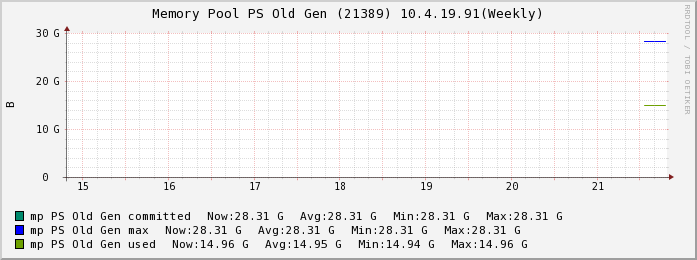 Memory Pool PS Old Gen (21389) 10.4.19.91(Weekly)
RRDTOOL / TOBI OETIKER
B
30 G
20 G
10 G
0
15 16 17 18 19 20 21
mp PS Old Gen committed Now:28.31 G Avg:28.31 G Min:28.31 G Max:28.31 G
mp PS Old Gen max Now:28.31 G Avg:28.31 G Min:28.31 G Max:28.31 G
mp PS Old Gen used Now:14.96 G Avg:14.95 G Min:14.94 G Max:14.96 G